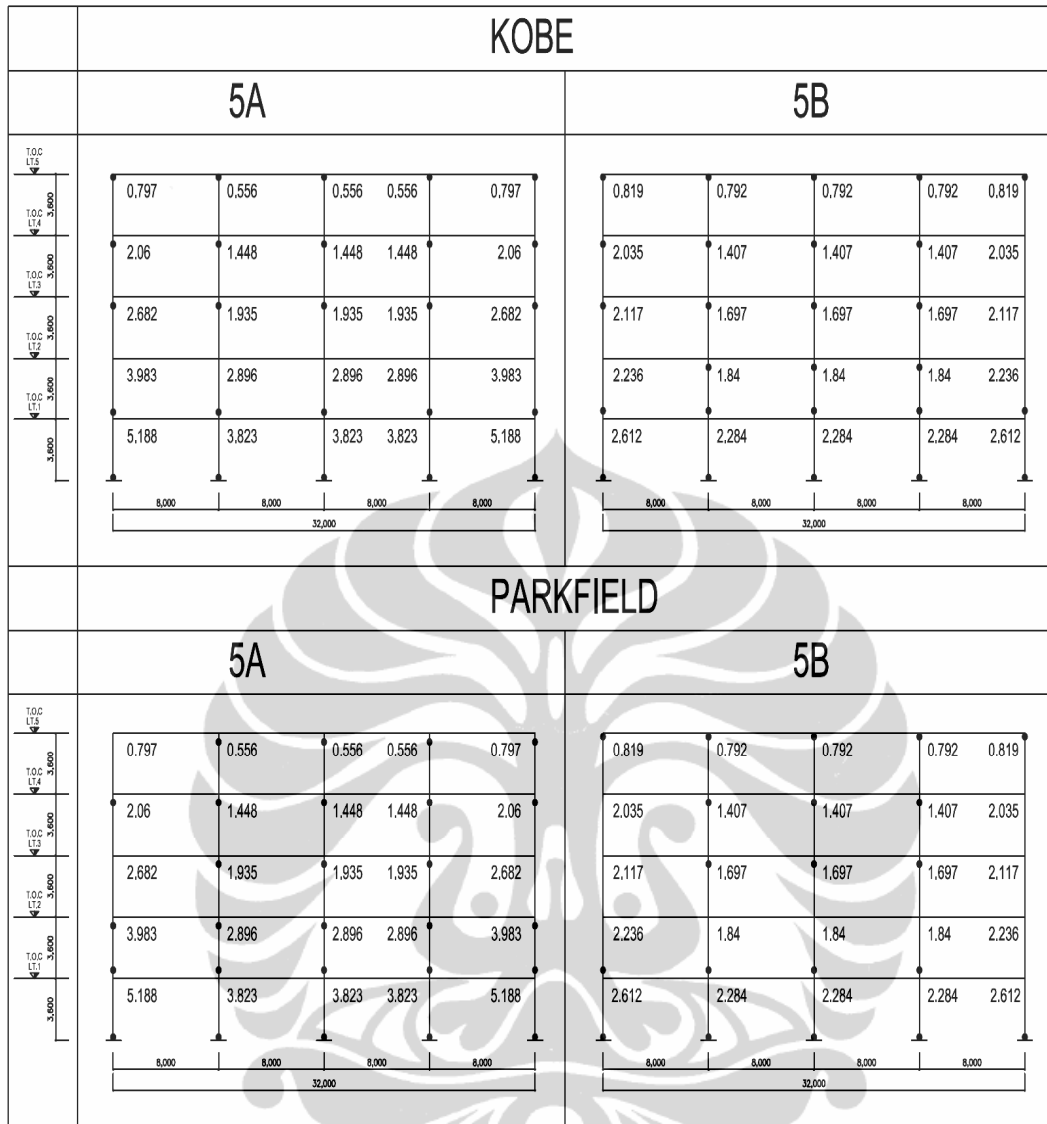 KOBE
5A 5B
T.O.C
LT.5
0.797 0.556 0.556 0.556 0.797 0.819 0.792 0.792 0.792 0.819
3,600
T.O.C
LT.4
2.06 1.448 1.448 1.448 2.06 2.035 1.407 1.407 1.407 2.035
3,600
T.O.C
LT.3
2.682 1.935 1.935 1.935 2.682 2.117 1.697 1.697 1.697 2.117
3,600
T.O.C
LT.2
3.983 2.896 2.896 2.896 3.983 2.236 1.84 1.84 1.84 2.236
3,600
T.O.C
LT.1
5.188 3.823 3.823 3.823 5.188 2.612 2.284 2.284 2.284 2.612
3,600
8,000 8,000 8,000 8,000 8,000 8,000 8,000 8,000
32,000 32,000
PARKFIELD
5A 5B
T.O.C
LT.5
0.797 0.556 0.556 0.556 0.797 0.819 0.792 0.792 0.792 0.819
3,600
T.O.C
LT.4
2.06 1.448 1.448 1.448 2.06 2.035 1.407 1.407 1.407 2.035
3,600
T.O.C
LT.3
2.682 1.935 1.935 1.935 2.682 2.117 1.697 1.697 1.697 2.117
3,600
T.O.C
LT.2
3.983 2.896 2.896 2.896 3.983 2.236 1.84 1.84 1.84 2.236
3,600
T.O.C
LT.1
5.188 3.823 3.823 3.823 5.188 2.612 2.284 2.284 2.284 2.612
3,600
8,000 8,000 8,000 8,000 8,000 8,000 8,000 8,000
32,000 32,000